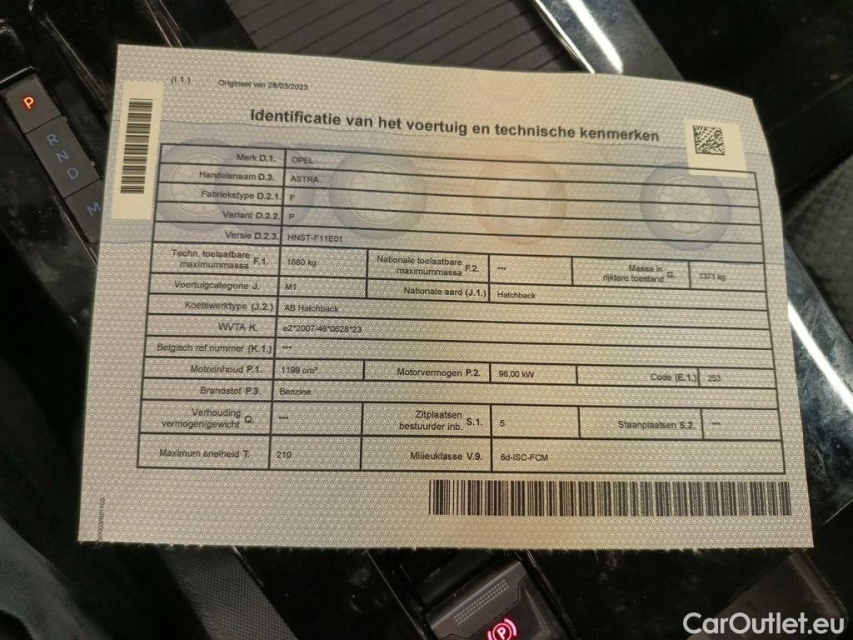 (I.1.) Origineel van 28/03/2023
Identificatie van het voertuig en technische kenmerken
Merk D.1. OPEL
Handelsnaam D.3. ASTRA
Fabriekstype D.2.1. F
Variant D.2.2. P
Versie D.2.3. HNST-F11E01
Techn. toelaatbare maximummassa F.1. 1880 kg Nationale toelaatbare maximummassa F.2. --- Massa in rijklare toestand G. 1371 kg
Voertuigcategorie J. M1 Nationale aard (J.1.) Hatchback
Koetswerktype (J.2.) AB Hatchback
WVTA K. e2*2007/46*0628*23
Belgisch ref.nummer (K.1.) ---
Motorinhoud P.1. 1199 cm³ Motorvermogen P.2. 96,00 kW Code (E.1.) 253
Brandstof P.3. Benzine
Verhouding vermogen/gewicht Q. --- Zitplaatsen bestuurder inb. S.1. 5 Staanplaatsen S.2. ---
Maximum snelheid T. 210 Milieuklasse V.9. 6d-ISC-FCM
P
R
N
D
M
P
CarOutlet.eu